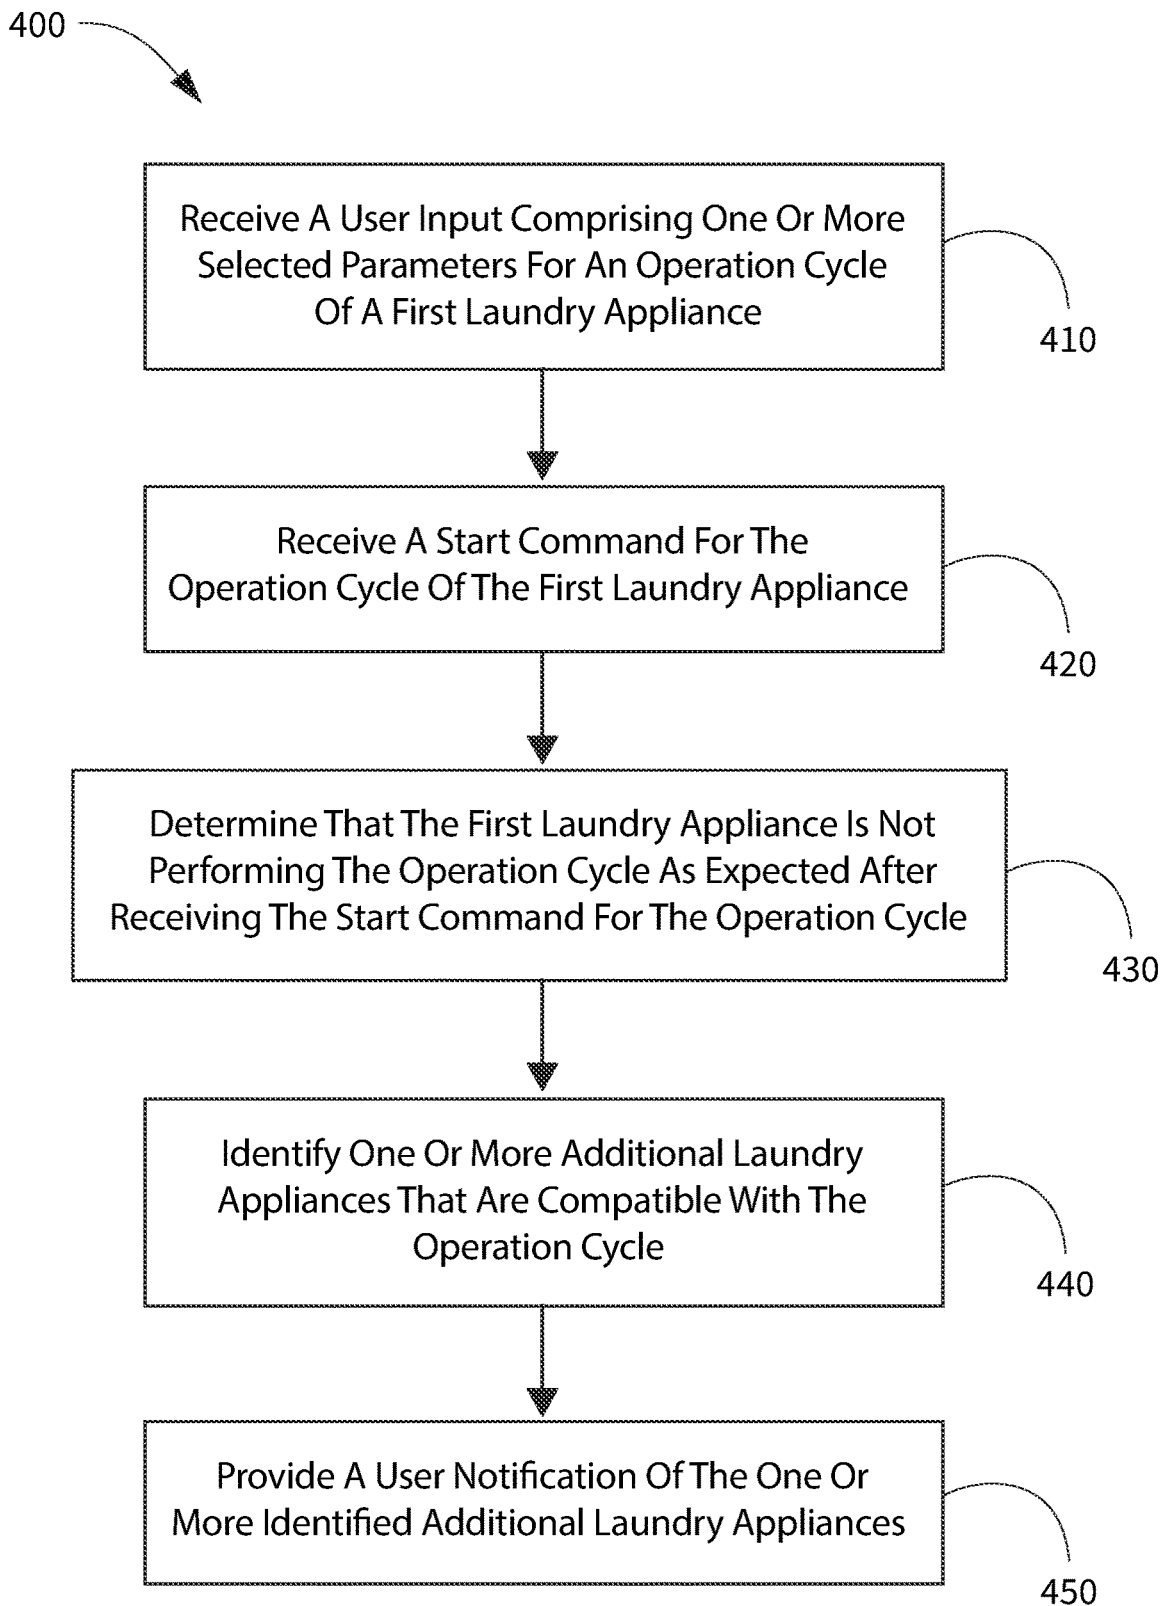 400
Receive A User Input Comprising One Or More
Selected Parameters For An Operation Cycle
Of A First Laundry Appliance
410
Receive A Start Command For The
Operation Cycle Of The First Laundry Appliance
420
Determine That The First Laundry Appliance Is Not
Performing The Operation Cycle As Expected After
Receiving The Start Command For The Operation Cycle
430
Identify One Or More Additional Laundry
Appliances That Are Compatible With The
Operation Cycle
440
Provide A User Notification Of The One Or
More Identified Additional Laundry Appliances
450